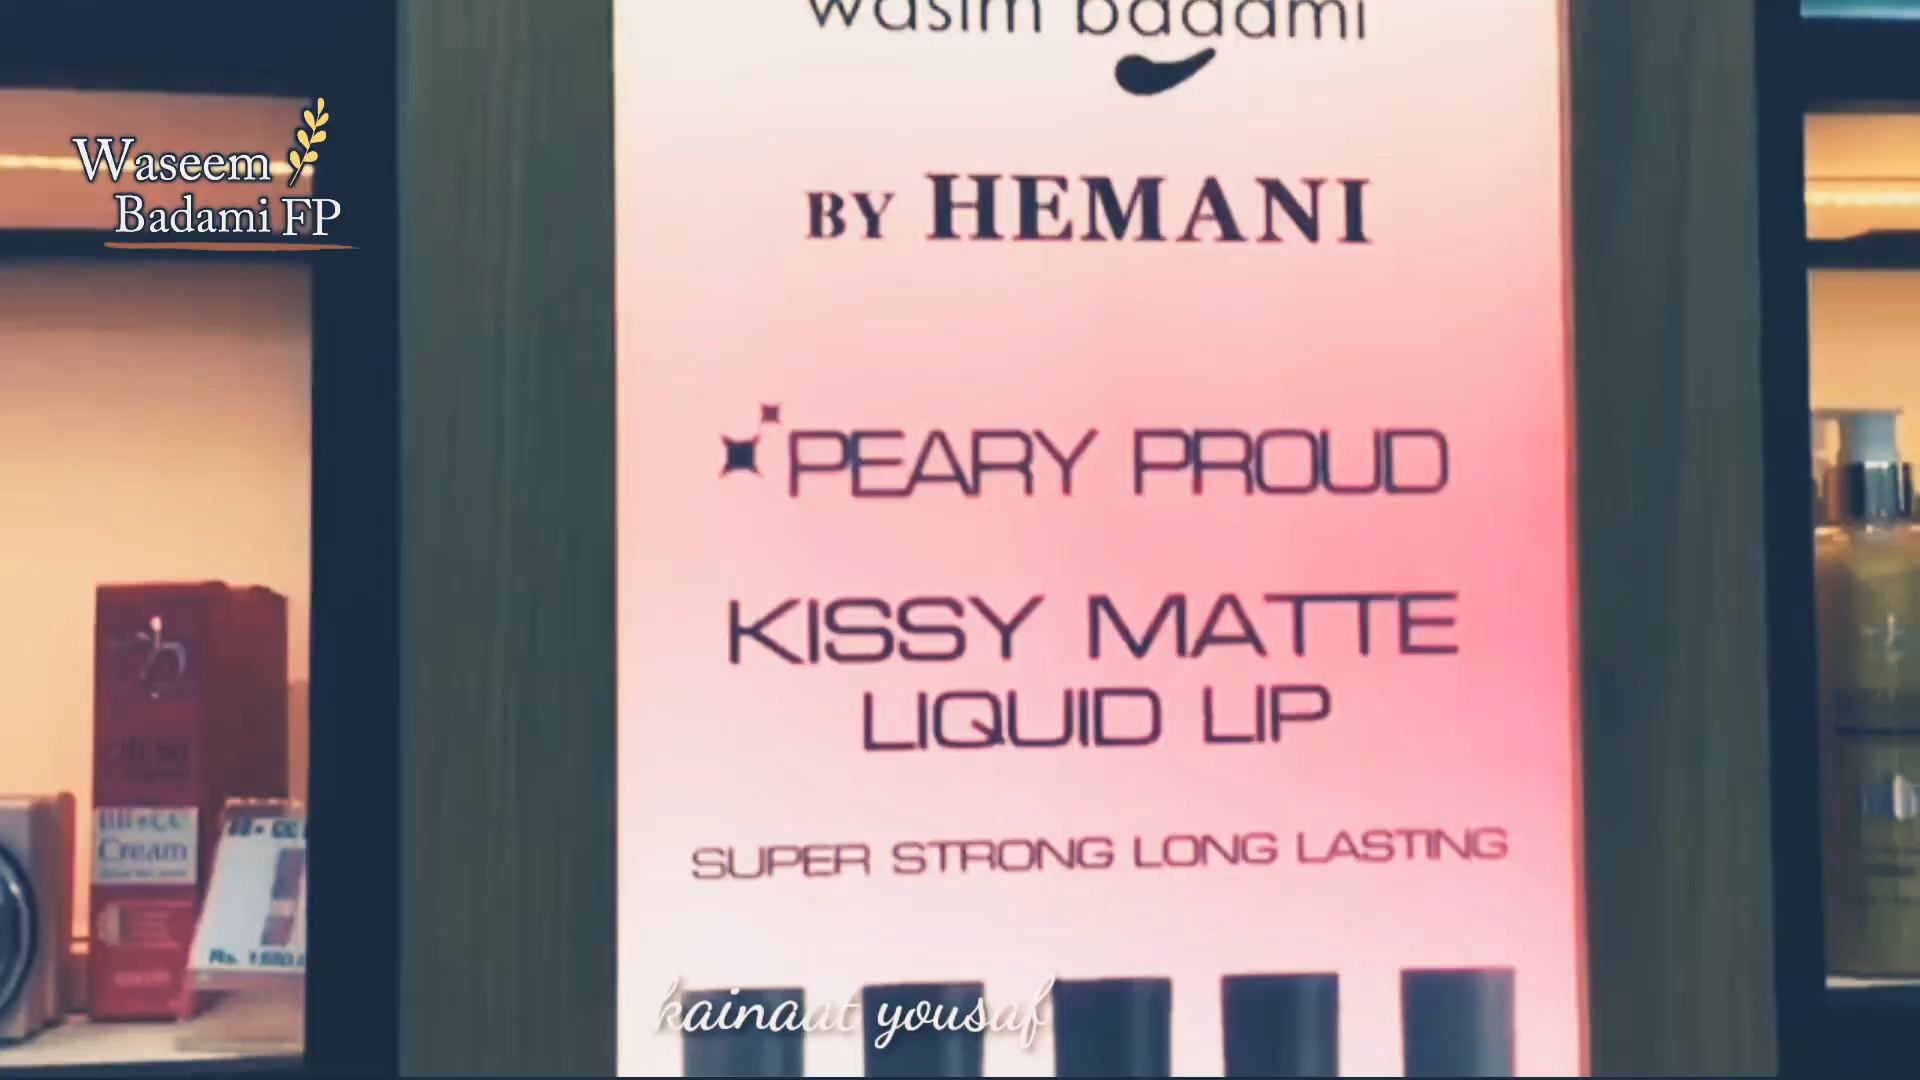 wasim badami
BY HEMANI
PEARY PROUD
KISSY MATTE
LIQUID LIP
SUPER STRONG LONG LASTING
Waseem
Badami FP
Cream
kainaat yousaf